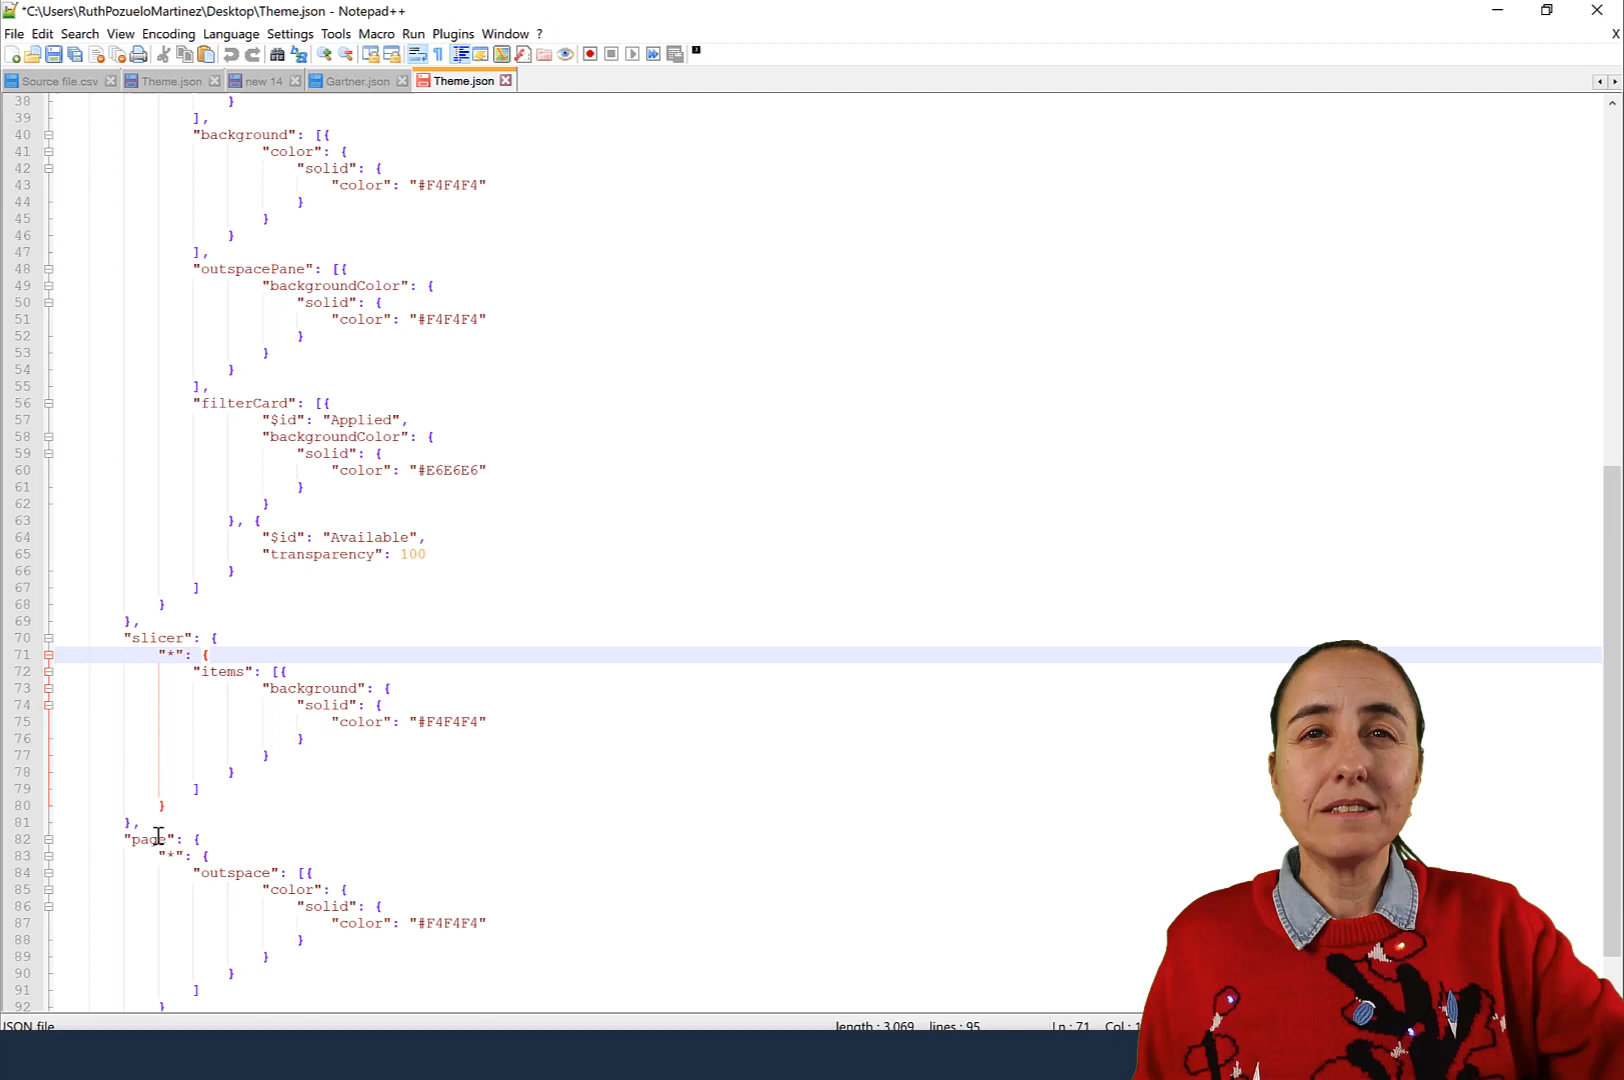 *C:\Users\RuthPozueloMartinez\Desktop\Theme.json - Notepad++
File Edit Search View Encoding Language Settings Tools Macro Run Plugins Window ? X
Source file.csv Theme.json new 14 Gartner.json Theme.json
38 }
39 ],
40 "background": [{
41 "color": {
42 "solid": {
43 "color": "#F4F4F4"
44 }
45 }
46 }
47 ],
48 "outspacePane": [{
49 "backgroundColor": {
50 "solid": {
51 "color": "#F4F4F4"
52 }
53 }
54 }
55 ],
56 "filterCard": [{
57 "$id": "Applied",
58 "backgroundColor": {
59 "solid": {
60 "color": "#E6E6E6"
61 }
62 }
63 }, {
64 "$id": "Available",
65 "transparency": 100
66 }
67 ]
68 }
69 },
70 "slicer": {
71 "*": {
72 "items": [{
73 "background": {
74 "solid": {
75 "color": "#F4F4F4"
76 }
77 }
78 }
79 ]
80 }
81 },
82 "page": {
83 "*": {
84 "outspace": [{
85 "color": {
86 "solid": {
87 "color": "#F4F4F4"
88 }
89 }
90 }
91 ]
92 }
JSON file length : 3.069 lines : 95 Ln : 71 Col : 1